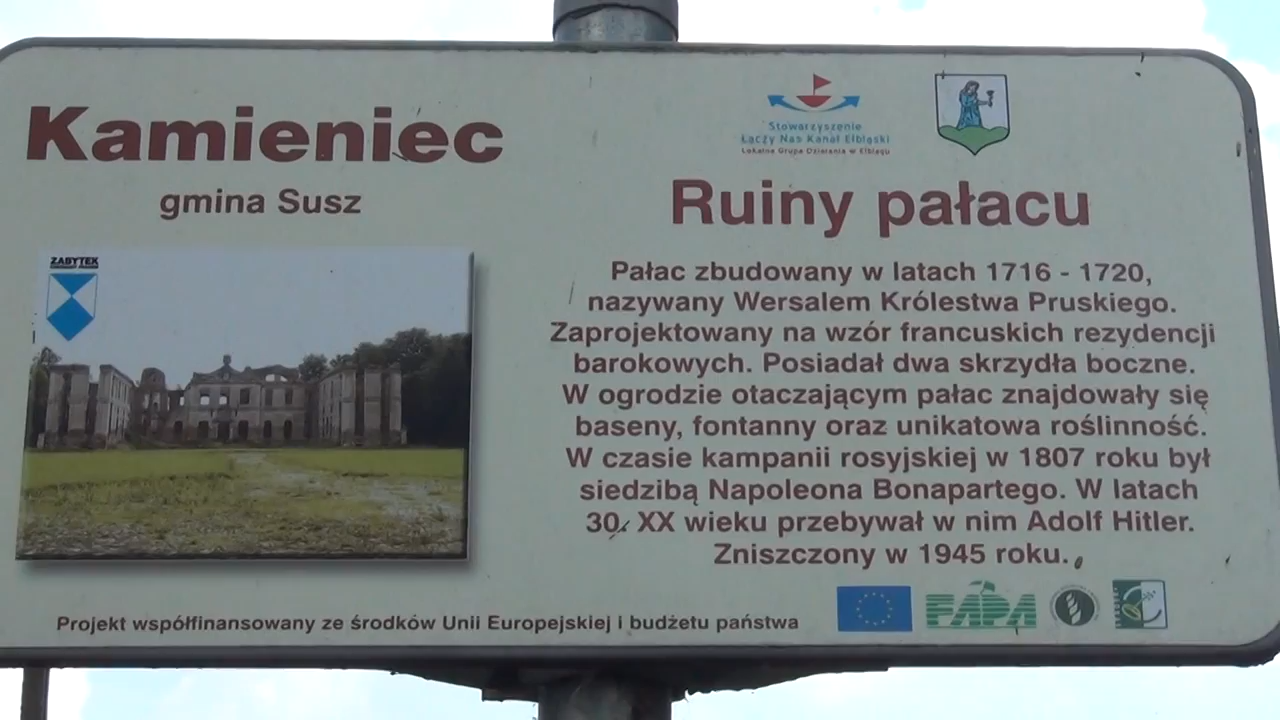 Kamieniec
gmina Susz
ZABYTEK
Stowarzyszenie
Łączy Nas Kanał Elbląski
Lokalna Grupa Działania w Elblągu
Ruiny pałacu
Pałac zbudowany w latach 1716 - 1720,
nazywany Wersalem Królestwa Pruskiego.
Zaprojektowany na wzór francuskich rezydencji
barokowych. Posiadał dwa skrzydła boczne.
W ogrodzie otaczającym pałac znajdowały się
baseny, fontanny oraz unikatowa roślinność.
W czasie kampanii rosyjskiej w 1807 roku był
siedzibą Napoleona Bonapartego. W latach
30. XX wieku przebywał w nim Adolf Hitler.
Zniszczony w 1945 roku.
Projekt współfinansowany ze środków Unii Europejskiej i budżetu państwa
FAPA